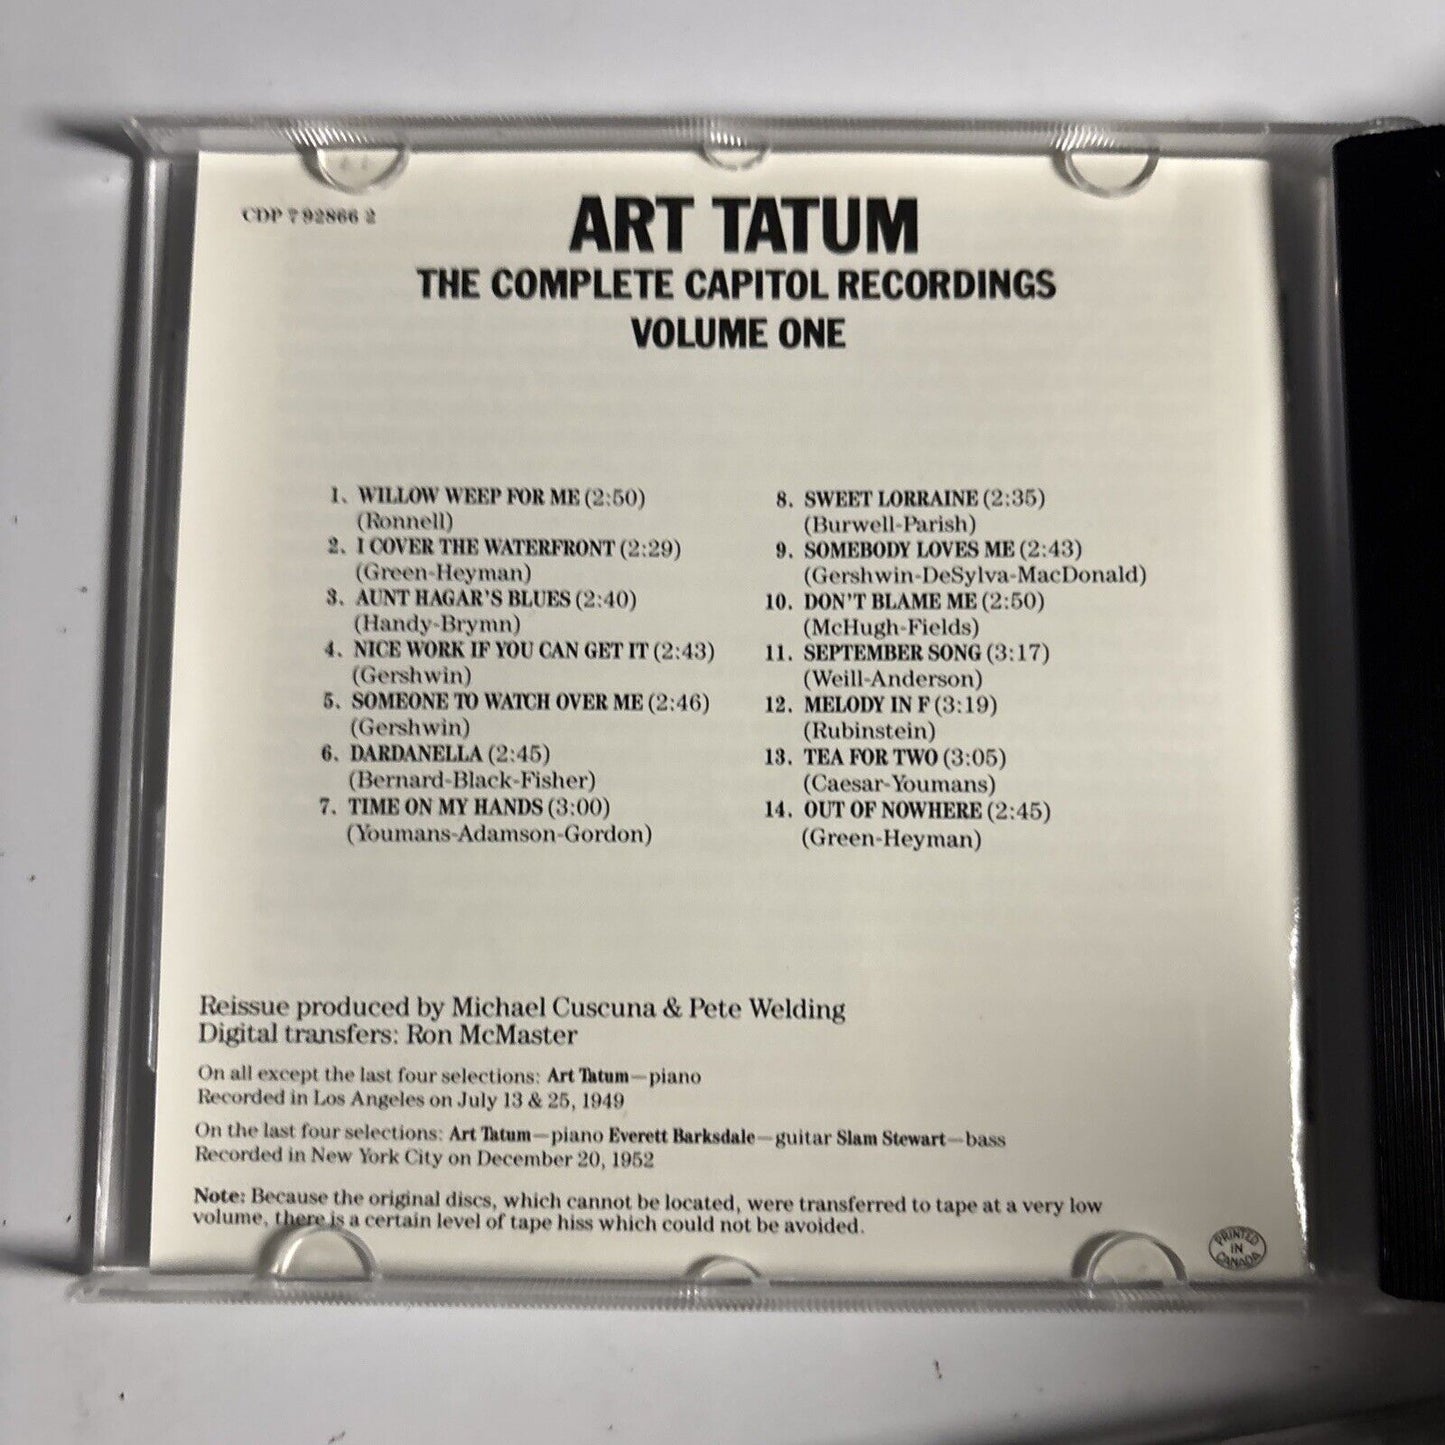 CDP 7 92866 2
ART TATUM
THE COMPLETE CAPITOL RECORDINGS
VOLUME ONE
1. WILLOW WEEP FOR ME (2:50)
(Ronnell)
2. I COVER THE WATERFRONT (2:29)
(Green-Heyman)
3. AUNT HAGAR'S BLUES (2:40)
(Handy-Brymn)
4. NICE WORK IF YOU CAN GET IT (2:43)
(Gershwin)
5. SOMEONE TO WATCH OVER ME (2:46)
(Gershwin)
6. DARDANELLA (2:45)
(Bernard-Black-Fisher)
7. TIME ON MY HANDS (3:00)
(Youmans-Adamson-Gordon)
8. SWEET LORRAINE (2:35)
(Burwell-Parish)
9. SOMEBODY LOVES ME (2:43)
(Gershwin-DeSylva-MacDonald)
10. DON'T BLAME ME (2:50)
(McHugh-Fields)
11. SEPTEMBER SONG (3:17)
(Weill-Anderson)
12. MELODY IN F (3:19)
(Rubinstein)
13. TEA FOR TWO (3:05)
(Caesar-Youmans)
14. OUT OF NOWHERE (2:45)
(Green-Heyman)
Reissue produced by Michael Cuscuna & Pete Welding
Digital transfers: Ron McMaster
On all except the last four selections: Art Tatum—piano
Recorded in Los Angeles on July 13 & 25, 1949
On the last four selections: Art Tatum—piano Everett Barksdale—guitar Slam Stewart—bass
Recorded in New York City on December 20, 1952
Note: Because the original discs, which cannot be located, were transferred to tape at a very low
volume, there is a certain level of tape hiss which could not be avoided.
PRINTED
IN
CANADA